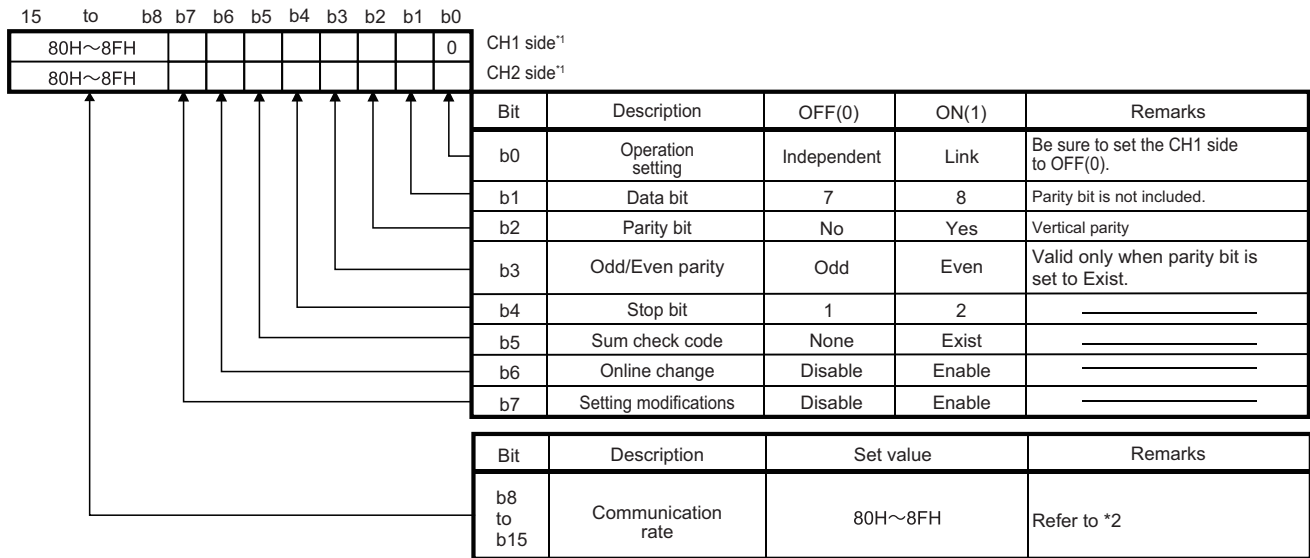 15 to b8 b7 b6 b5 b4 b3 b2 b1 b0
80H～8FH 0 CH1 side*1
80H～8FH CH2 side*1
Bit Description OFF(0) ON(1) Remarks
b0 Operation setting Independent Link Be sure to set the CH1 side to OFF(0).
b1 Data bit 7 8 Parity bit is not included.
b2 Parity bit No Yes Vertical parity
b3 Odd/Even parity Odd Even Valid only when parity bit is set to Exist.
b4 Stop bit 1 2
b5 Sum check code None Exist
b6 Online change Disable Enable
b7 Setting modifications Disable Enable
Bit Description Set value Remarks
b8 to b15 Communication rate 80H～8FH Refer to *2